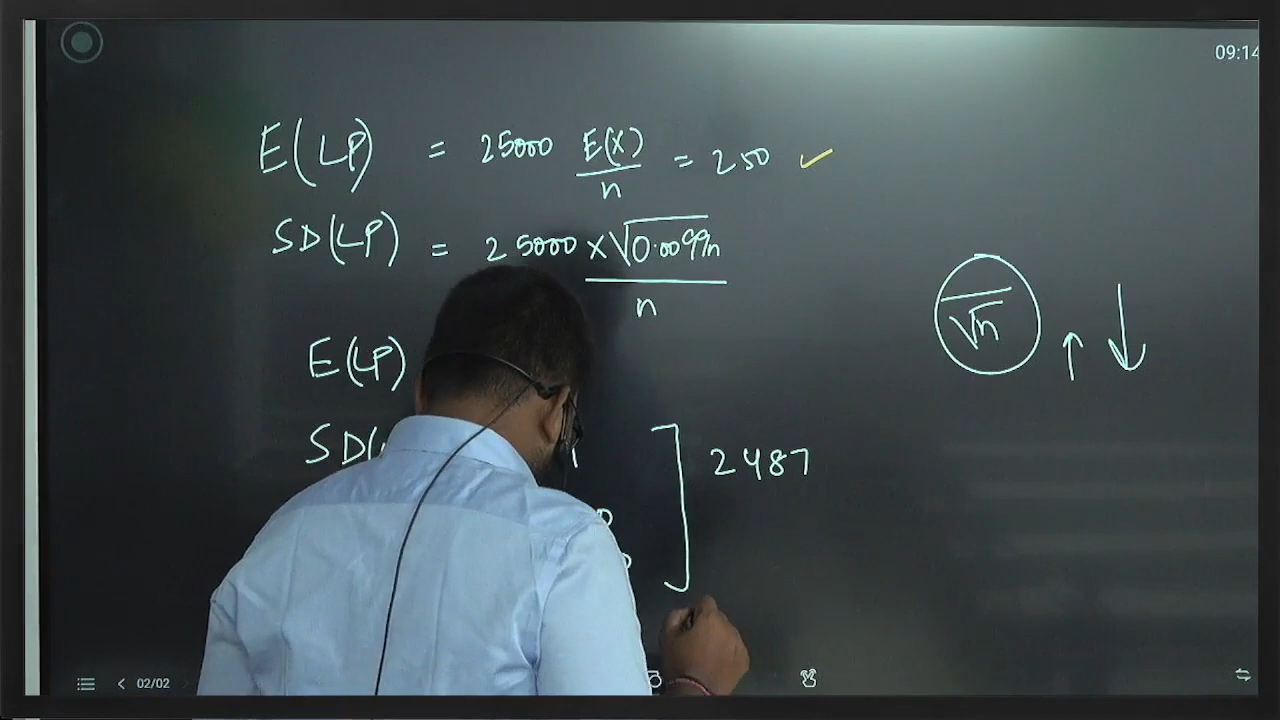 09:14
E(LP) = 25000 E(X)/n = 250 ✓
SD(LP) = 25000 × √0.0099n / n
√n ↑ ↓
E(LP)
SD(
] 2487
02/02